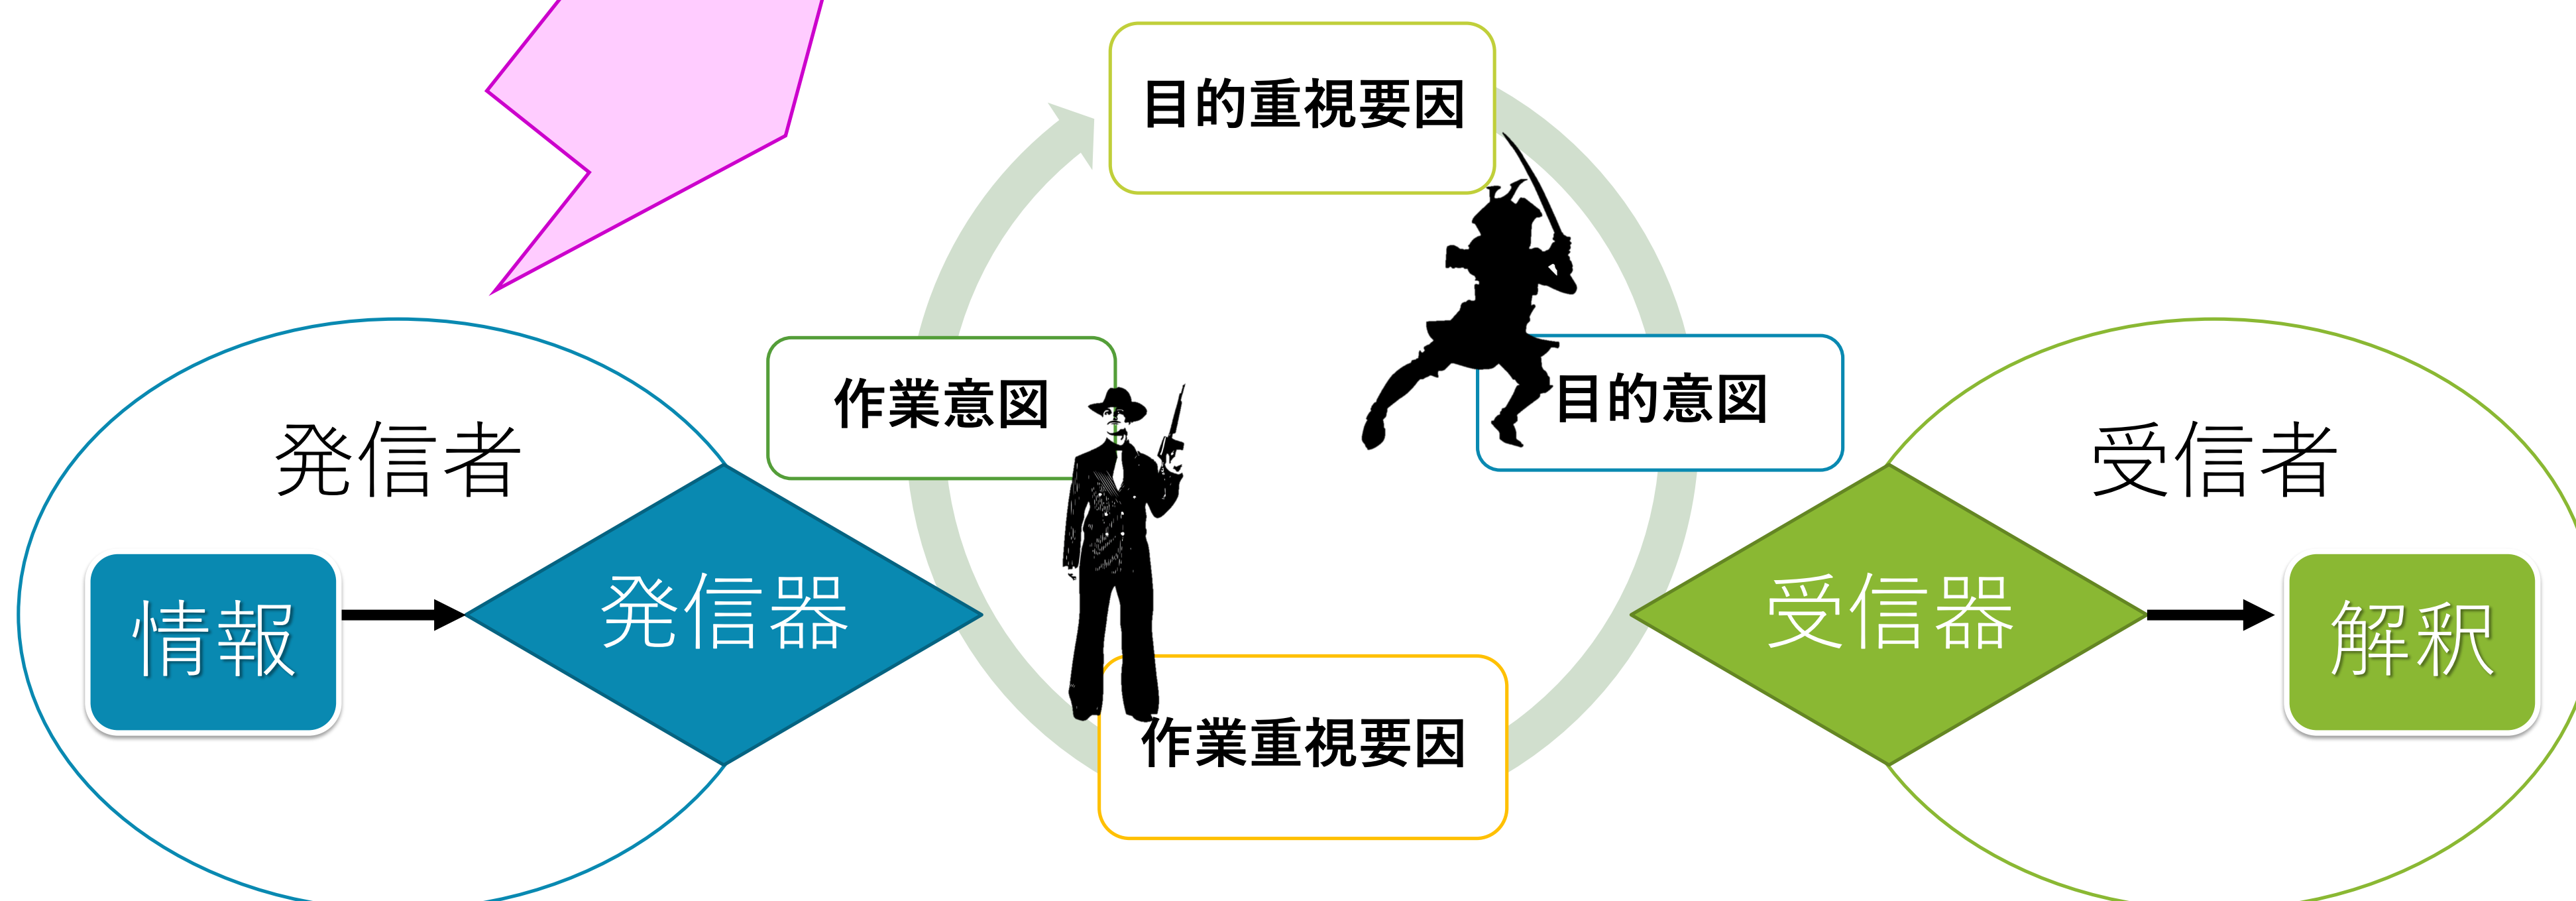 目的重視要因
作業意図
目的意図
発信者
受信者
情報
発信器
受信器
解釈
作業重視要因